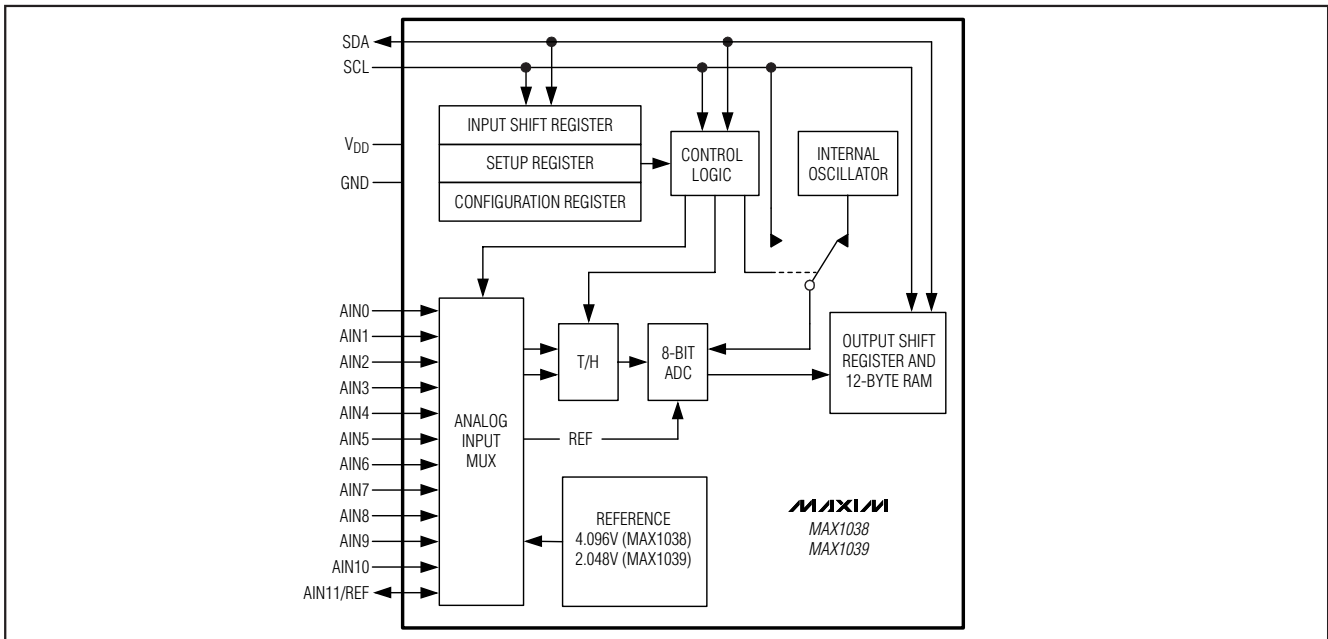 SDA
SCL
VDD
GND
INPUT SHIFT REGISTER
SETUP REGISTER
CONFIGURATION REGISTER
CONTROL
LOGIC
INTERNAL
OSCILLATOR
AIN0
AIN1
AIN2
AIN3
AIN4
AIN5
AIN6
AIN7
AIN8
AIN9
AIN10
AIN11/REF
ANALOG
INPUT
MUX
T/H
8-BIT
ADC
REF
OUTPUT SHIFT
REGISTER AND
12-BYTE RAM
REFERENCE
4.096V (MAX1038)
2.048V (MAX1039)
MAXIM
MAX1038
MAX1039